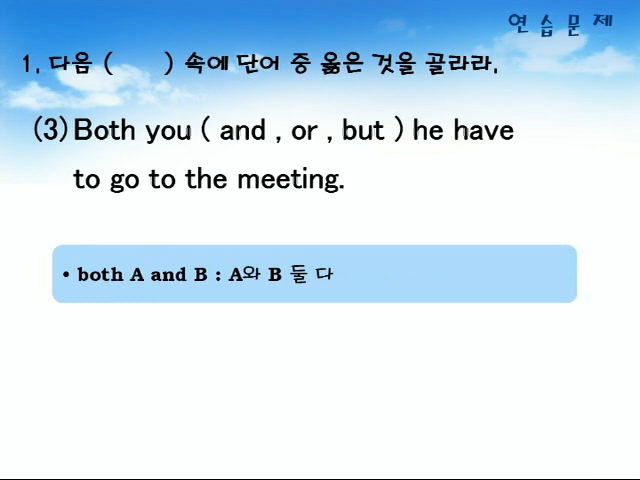 연 습 문 제
1. 다음 (      ) 속에 단어 중 옳은 것을 골라라.
(3) Both you ( and , or , but ) he have
to go to the meeting.
• both A and B : A와 B 둘 다